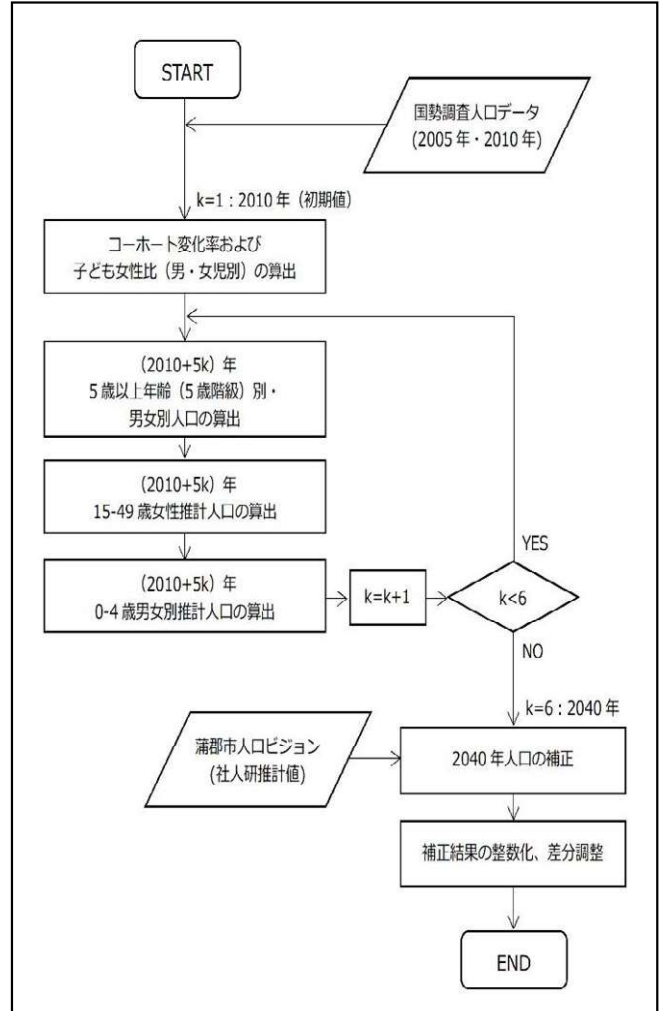 START
国勢調査人口データ
(2005年・2010年)
k=1:2010年(初期値)
コーホート変化率および
子ども女性比(男・女児別)の算出
(2010+5k)年
5歳以上年齢(5歳階級)別・
男女別人口の算出
(2010+5k)年
15-49歳女性推計人口の算出
(2010+5k)年
0-4歳男女別推計人口の算出
k=k+1
k<6
YES
NO
k=6:2040年
蒲郡市人口ビジョン
(社人研推計値)
2040年人口の補正
補正結果の整数化、差分調整
END